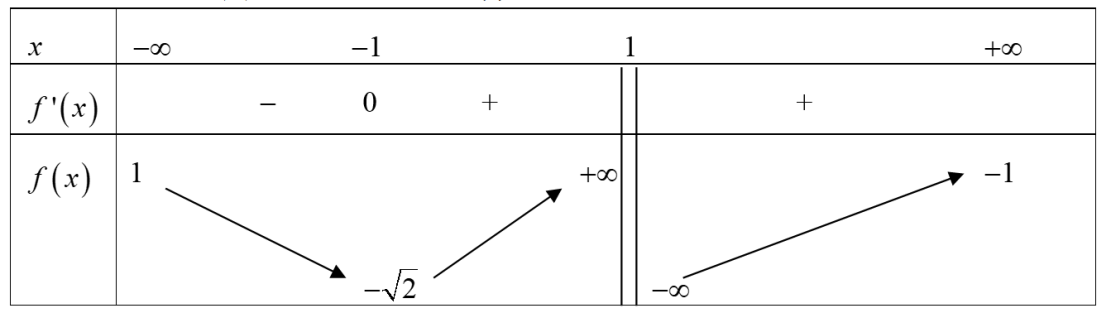 x −∞ −1 1 +∞
f'(x) − 0 + +
f(x) 1 +∞ −1
−√2 −∞